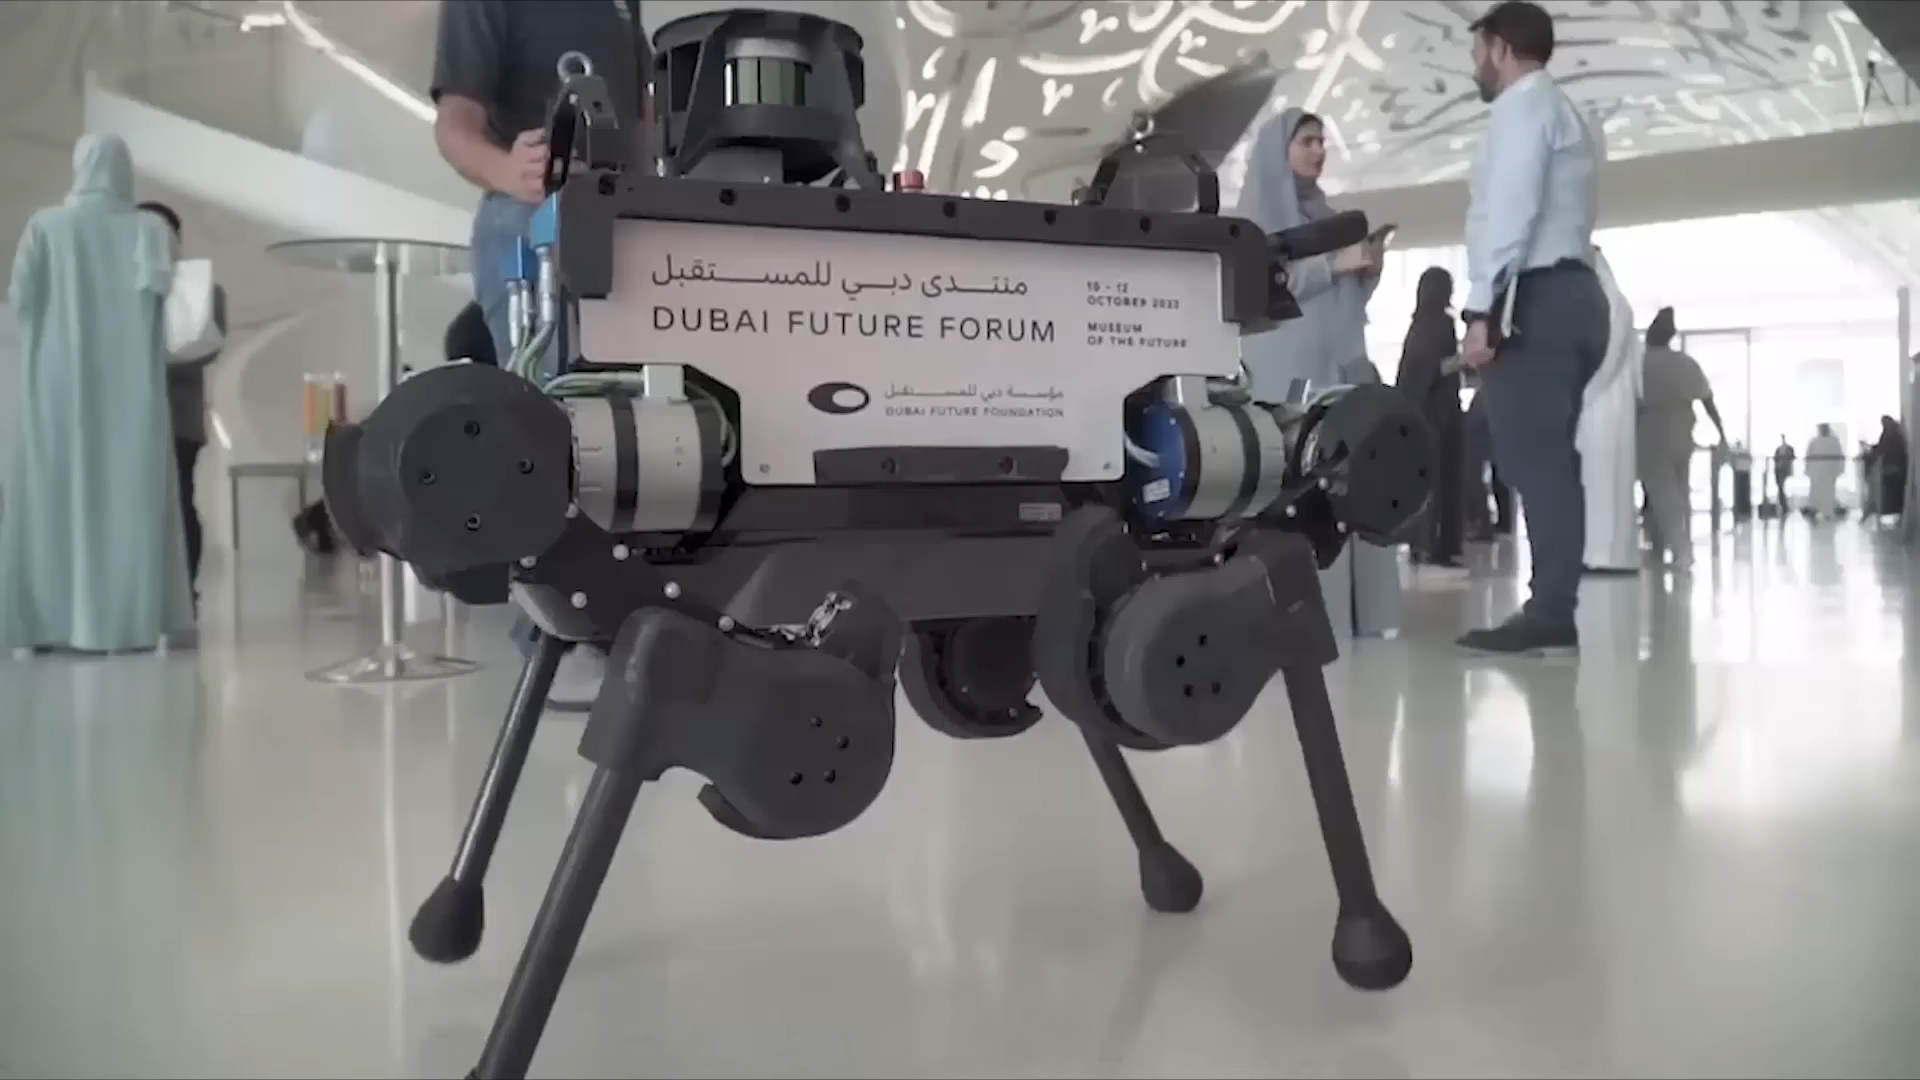 منتدى دبي للمستقبل
DUBAI FUTURE FORUM
10 - 12
OCTOBER 2022
MUSEUM
OF THE FUTURE
مؤسسة دبي للمستقبل
DUBAI FUTURE FOUNDATION